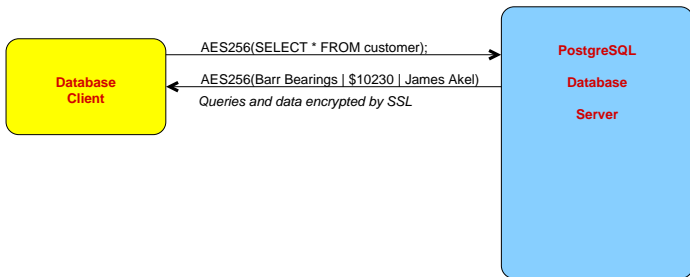 AES256(SELECT * FROM customer);
Database
Client
AES256(Barr Bearings | $10230 | James Akel)
Queries and data encrypted by SSL
PostgreSQL
Database
Server